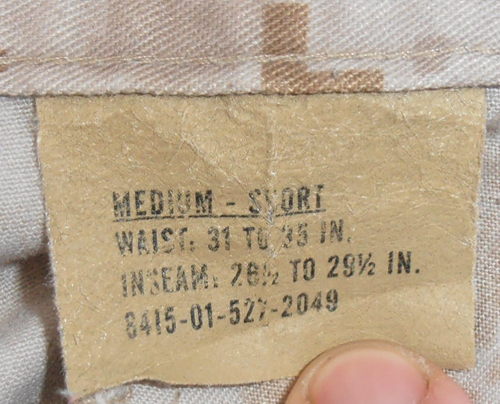 MEDIUM - SHORT
WAIST: 31 TO 35 IN.
INSEAM: 26½ TO 29½ IN.
8415-01-527-2049